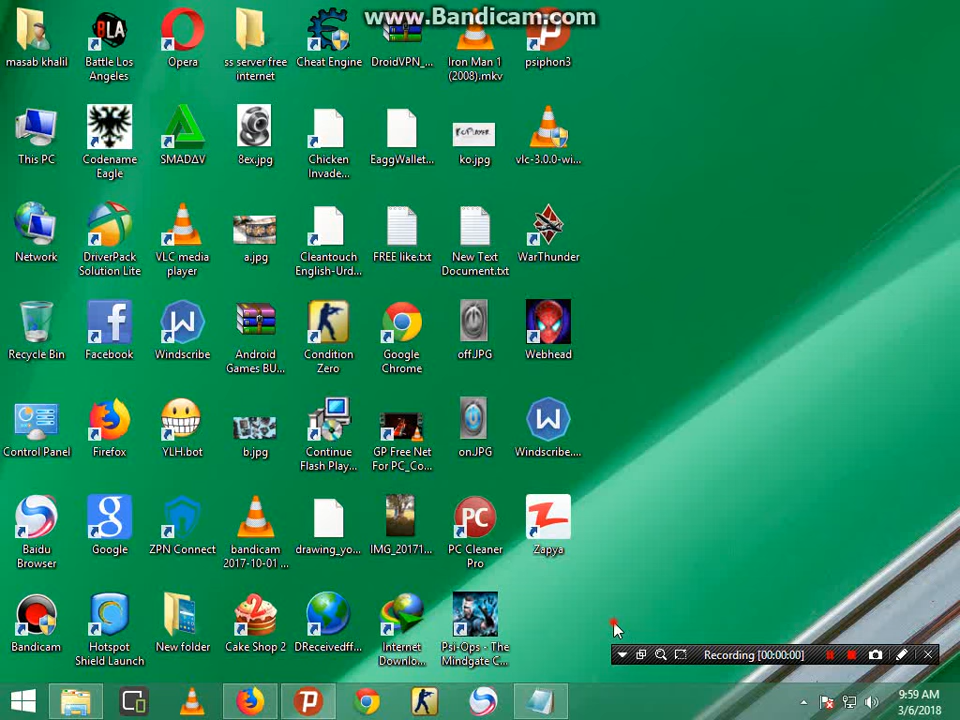 www.Bandicam.com
masab khalil
Battle Los
Angeles
Opera
ss server free
internet
Cheat Engine
DroidVPN_...
Iron Man 1
(2008).mkv
psiphon3
This PC
Codename
Eagle
SMADΔV
8ex.jpg
Chicken
Invade...
EaggWallet...
ko.jpg
vlc-3.0.0-wi...
Network
DriverPack
Solution Lite
VLC media
player
a.jpg
Cleantouch
English-Urd...
FREE like.txt
New Text
Document.txt
WarThunder
Recycle Bin
Facebook
Windscribe
Android
Games BU...
Condition
Zero
Google
Chrome
off.JPG
Webhead
Control Panel
Firefox
YLH.bot
b.jpg
Continue
Flash Play...
GP Free Net
For PC_Co...
on.JPG
Windscribe....
Baidu
Browser
Google
ZPN Connect
bandicam
2017-10-01 ...
drawing_yo...
IMG_20171...
PC Cleaner
Pro
Zapya
Bandicam
Hotspot
Shield Launch
New folder
Cake Shop 2
DReceivedff...
Internet
Downlo...
Psi-Ops - The
Mindgate C...
Recording [00:00:00]
9:59 AM
3/6/2018